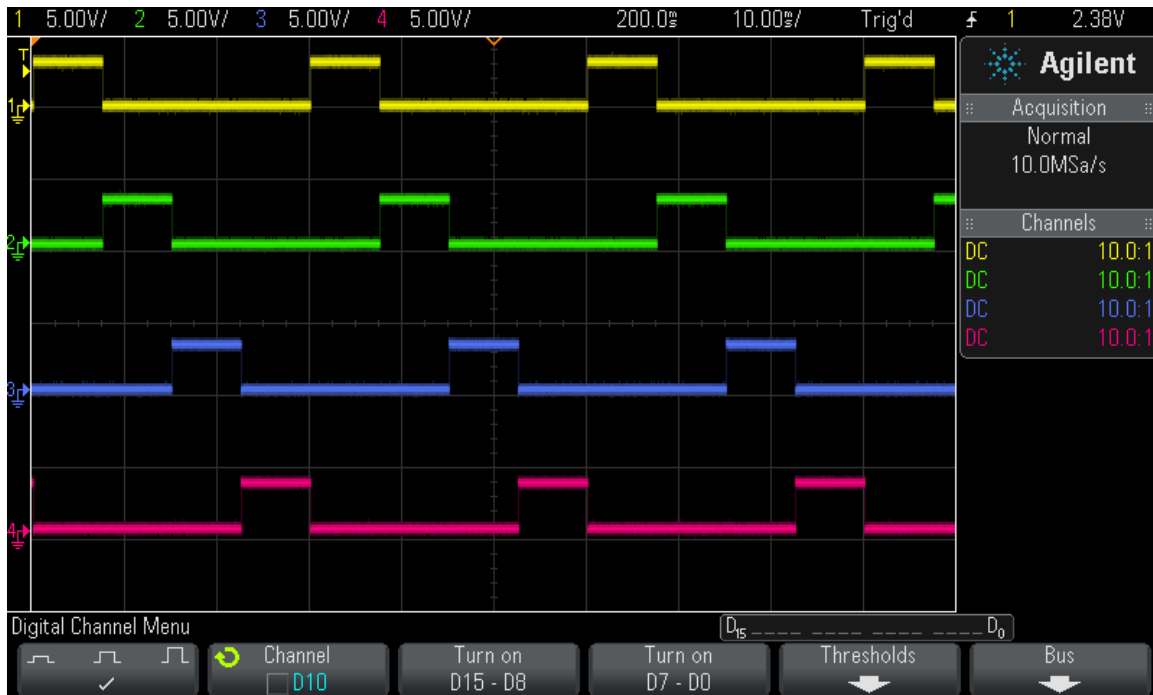 1 5.00V/ 2 5.00V/ 3 5.00V/ 4 5.00V/ 200.0ms 10.00ms/ Trig'd 1 2.38V
T
1
2
3
4
Agilent
Acquisition
Normal
10.0MSa/s
Channels
DC 10.0:1
DC 10.0:1
DC 10.0:1
DC 10.0:1
Digital Channel Menu
D15 D0
Channel
D10
Turn on
D15 - D8
Turn on
D7 - D0
Thresholds
Bus